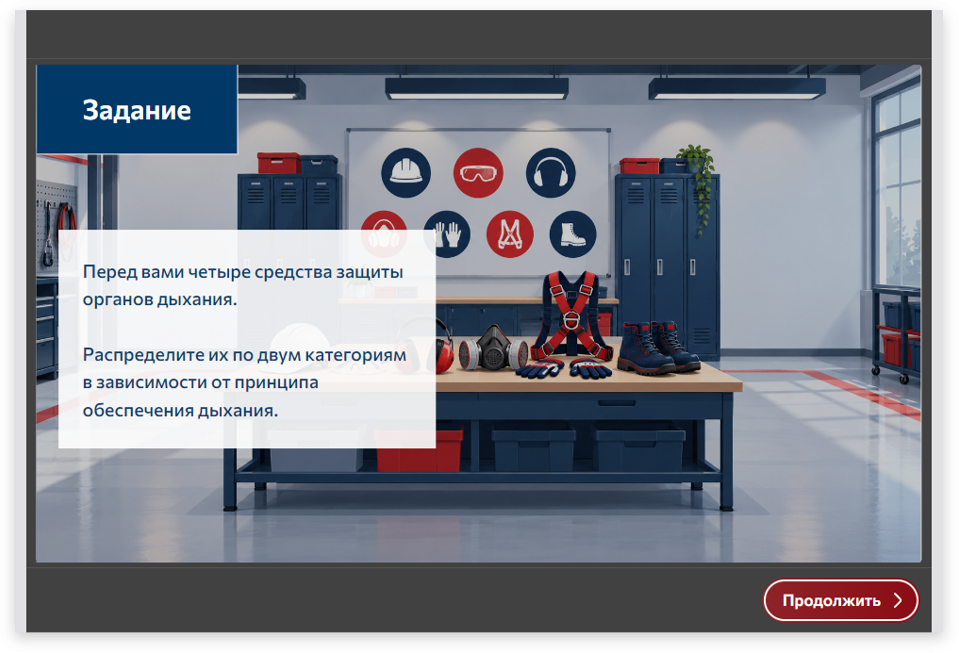 Задание
Перед вами четыре средства защиты
органов дыхания.
Распределите их по двум категориям
в зависимости от принципа
обеспечения дыхания.
Продолжить